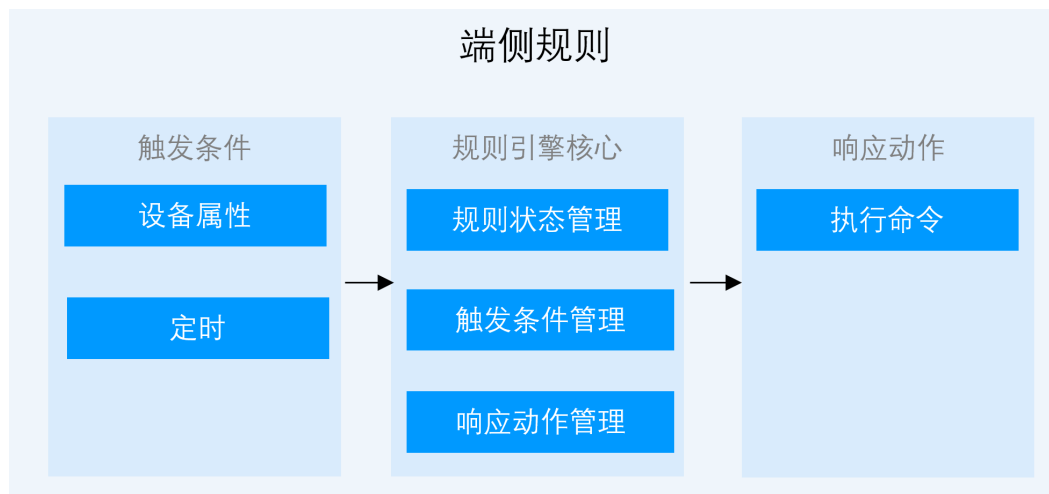 端侧规则
触发条件
设备属性
定时
规则引擎核心
规则状态管理
触发条件管理
响应动作管理
响应动作
执行命令